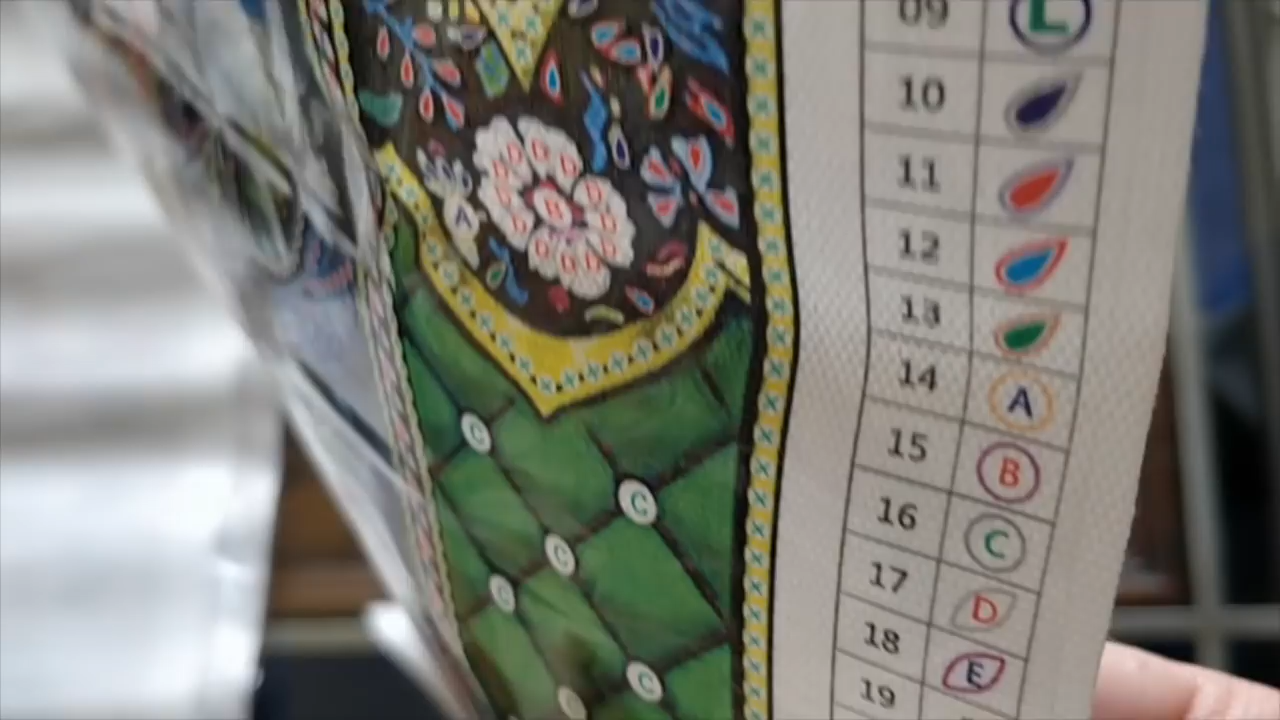 09 L
10
11
12
13
14 A
15 B
16 C
17 D
18 E
19
D D D D D D D D D
B
A
C
C
C
C
C